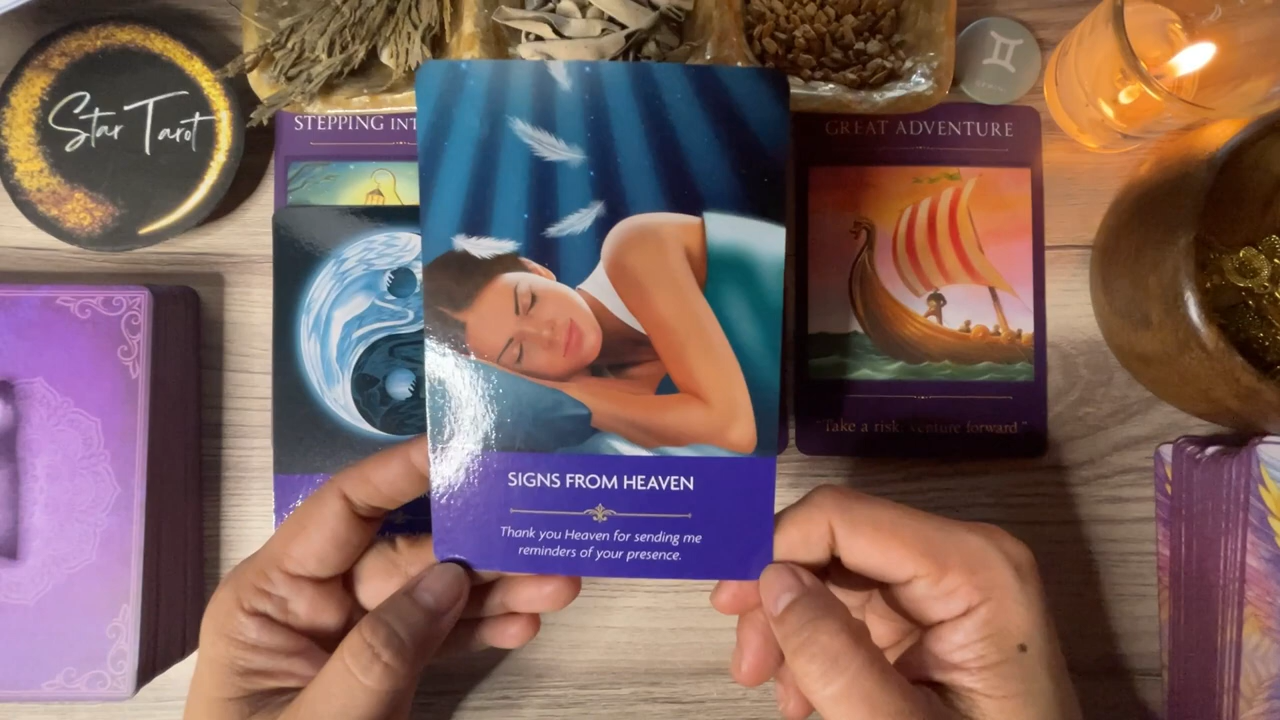 Star Tarot
STEPPING INT
GREAT ADVENTURE
"Take a risk; venture forward."
SIGNS FROM HEAVEN
Thank you Heaven for sending me
reminders of your presence.